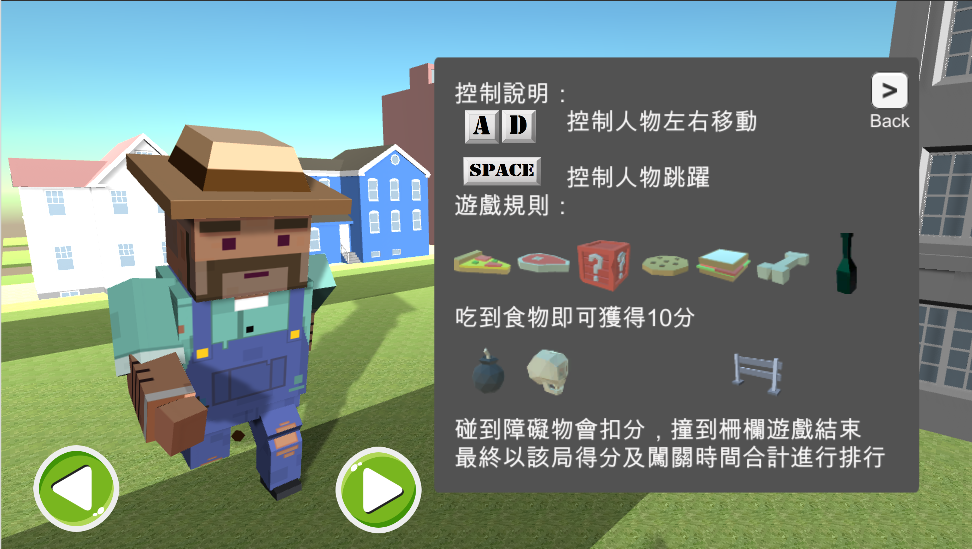 控制說明：
A D 控制人物左右移動
>
Back
SPACE 控制人物跳躍
遊戲規則：
? ?
吃到食物即可獲得10分
碰到障礙物會扣分，撞到柵欄遊戲結束
最終以該局得分及闖關時間合計進行排行